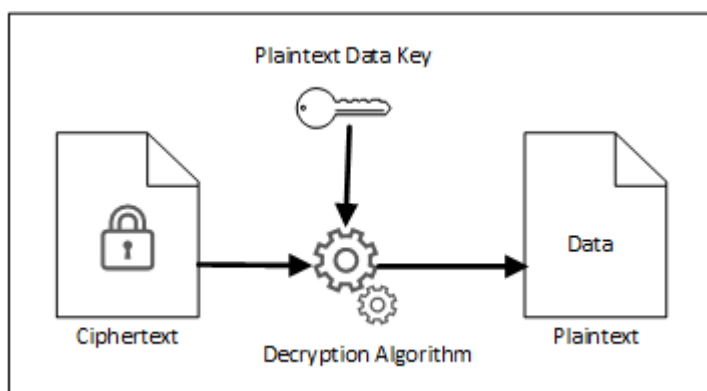 Plaintext Data Key
Data
Ciphertext
Decryption Algorithm
Plaintext